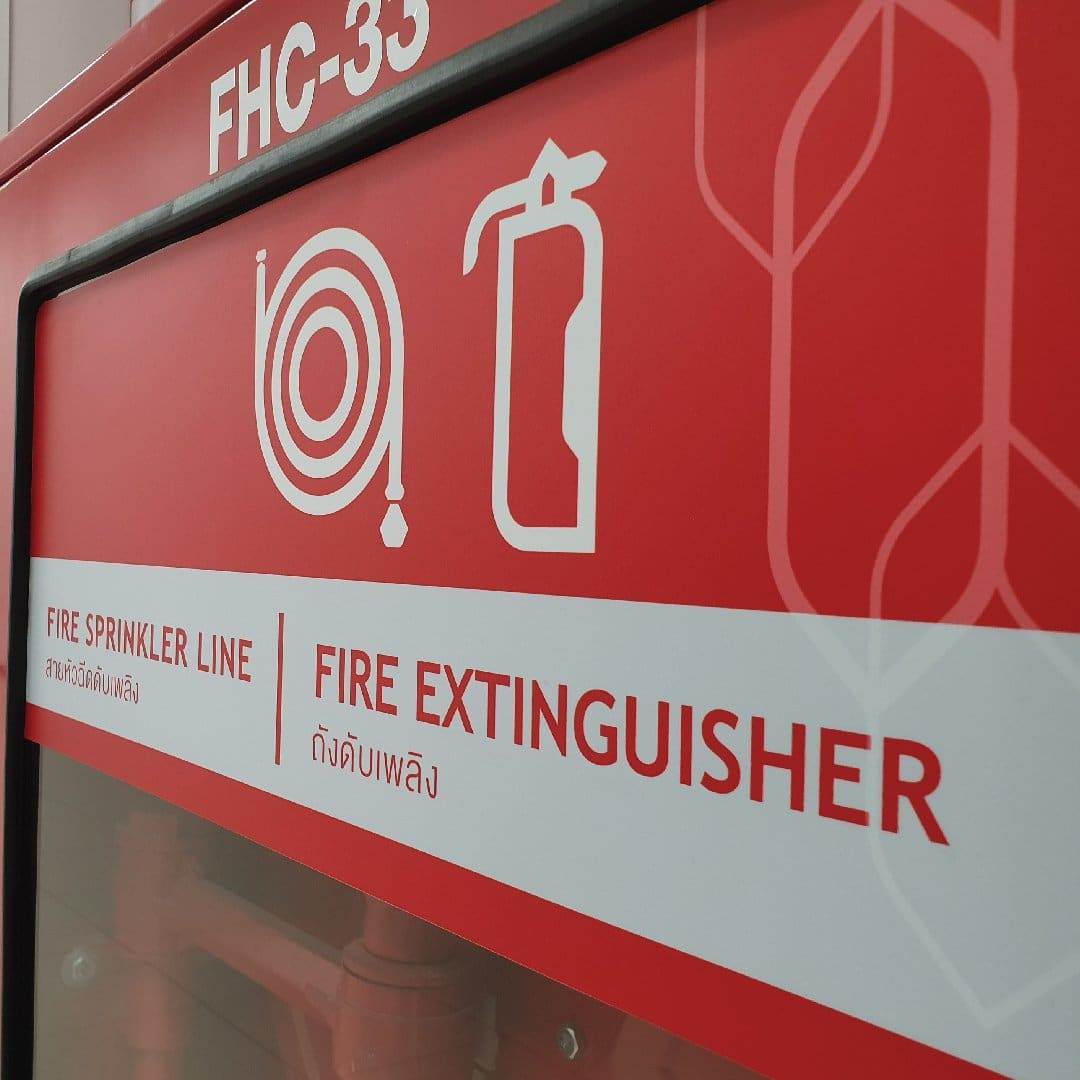 FHC-33
FIRE SPRINKLER LINE
สายหัวฉีดดับเพลิง
FIRE EXTINGUISHER
ถังดับเพลิง